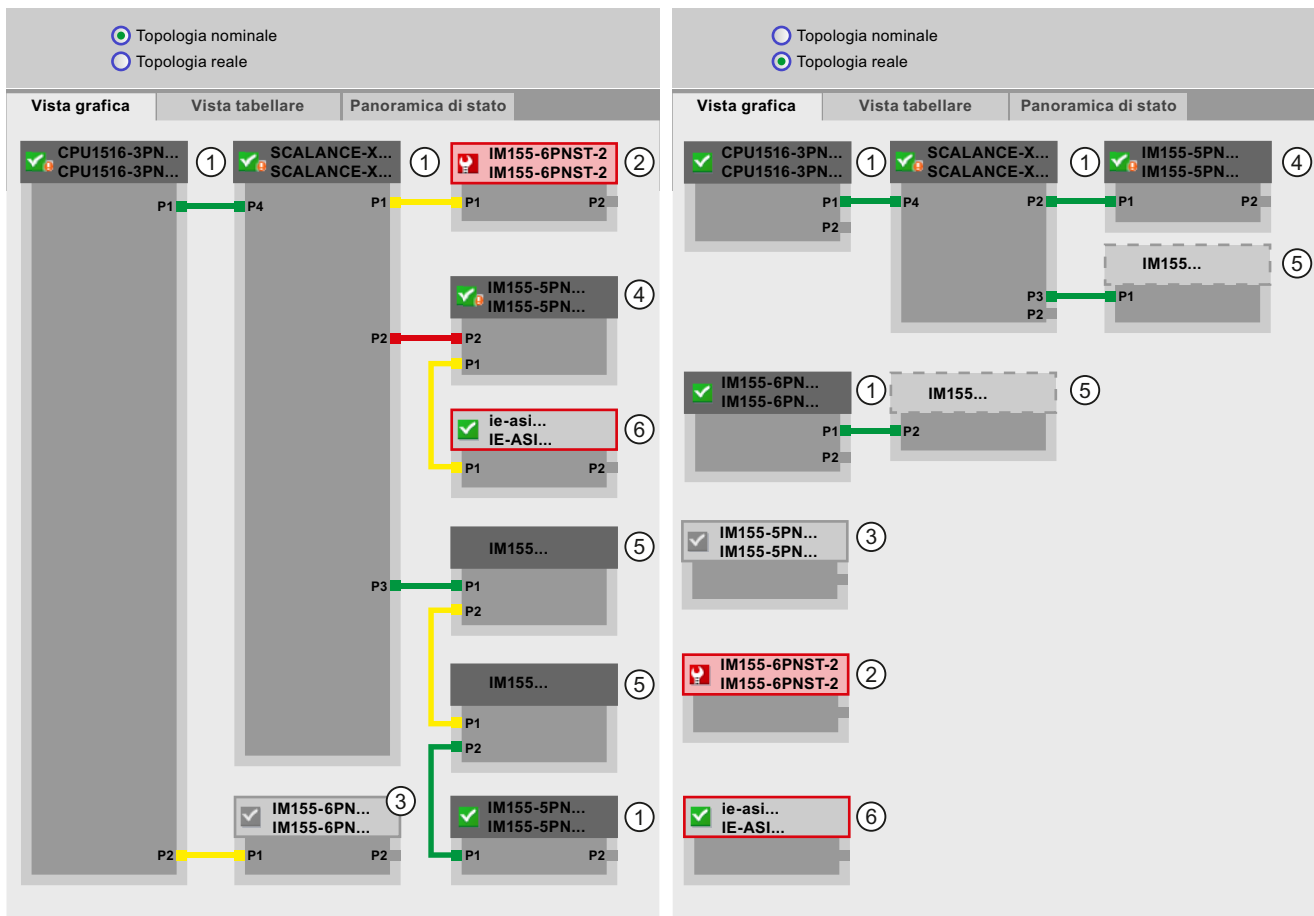 Topologia nominale
Topologia reale
Vista grafica
Vista tabellare
Panoramica di stato
CPU1516-3PN...
CPU1516-3PN...
1
SCALANCE-X...
SCALANCE-X...
1
IM155-6PNST-2
IM155-6PNST-2
2
P1
P4
P1
P1
P2
IM155-5PN...
IM155-5PN...
4
P2
P2
P1
ie-asi...
IE-ASI...
6
P1
P2
IM155...
5
P3
P1
P2
IM155...
5
P1
P2
IM155-6PN...
IM155-6PN...
3
IM155-5PN...
IM155-5PN...
1
P2
P1
P2
P1
P2
Topologia nominale
Topologia reale
Vista grafica
Vista tabellare
Panoramica di stato
CPU1516-3PN...
CPU1516-3PN...
1
SCALANCE-X...
SCALANCE-X...
1
IM155-5PN...
IM155-5PN...
4
P1
P4
P2
P1
P2
P2
IM155...
5
P3
P1
P2
IM155-6PN...
IM155-6PN...
1
IM155...
5
P1
P2
P2
IM155-5PN...
IM155-5PN...
3
IM155-6PNST-2
IM155-6PNST-2
2
ie-asi...
IE-ASI...
6